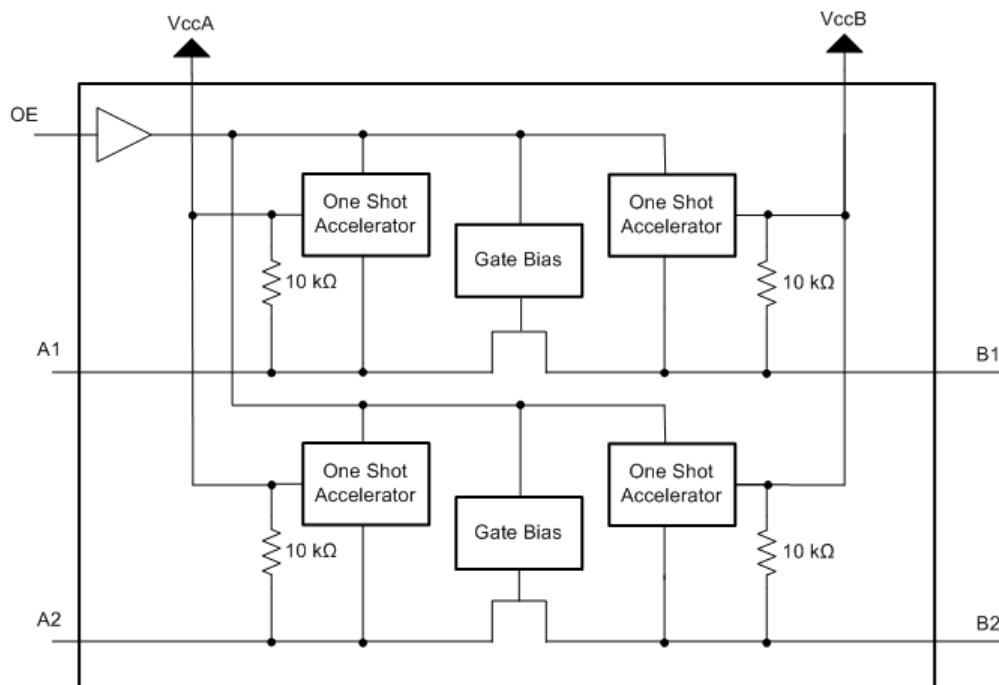 VccA
VccB
OE
One Shot
Accelerator
One Shot
Accelerator
Gate Bias
10 kΩ
10 kΩ
A1
B1
One Shot
Accelerator
One Shot
Accelerator
Gate Bias
10 kΩ
10 kΩ
A2
B2